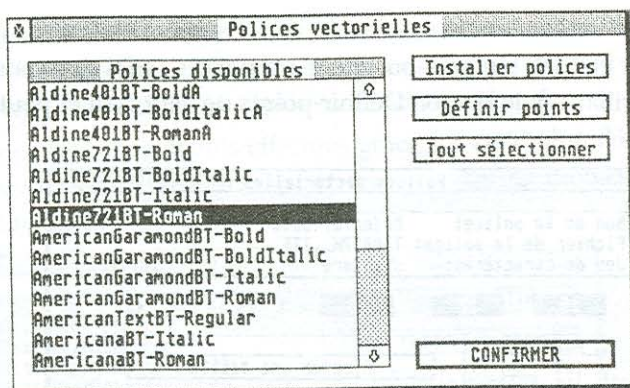 Polices vectorielles
Polices disponibles
Aldine401BT-BoldA
Aldine401BT-BoldItalicA
Aldine401BT-RomanA
Aldine721BT-Bold
Aldine721BT-BoldItalic
Aldine721BT-Italic
Aldine721BT-Roman
AmericanGaramondBT-Bold
AmericanGaramondBT-BoldItalic
AmericanGaramondBT-Italic
AmericanGaramondBT-Roman
AmericanTextBT-Regular
AmericanaBT-Italic
AmericanaBT-Roman
Installer polices
Définir points
Tout sélectionner
CONFIRMER